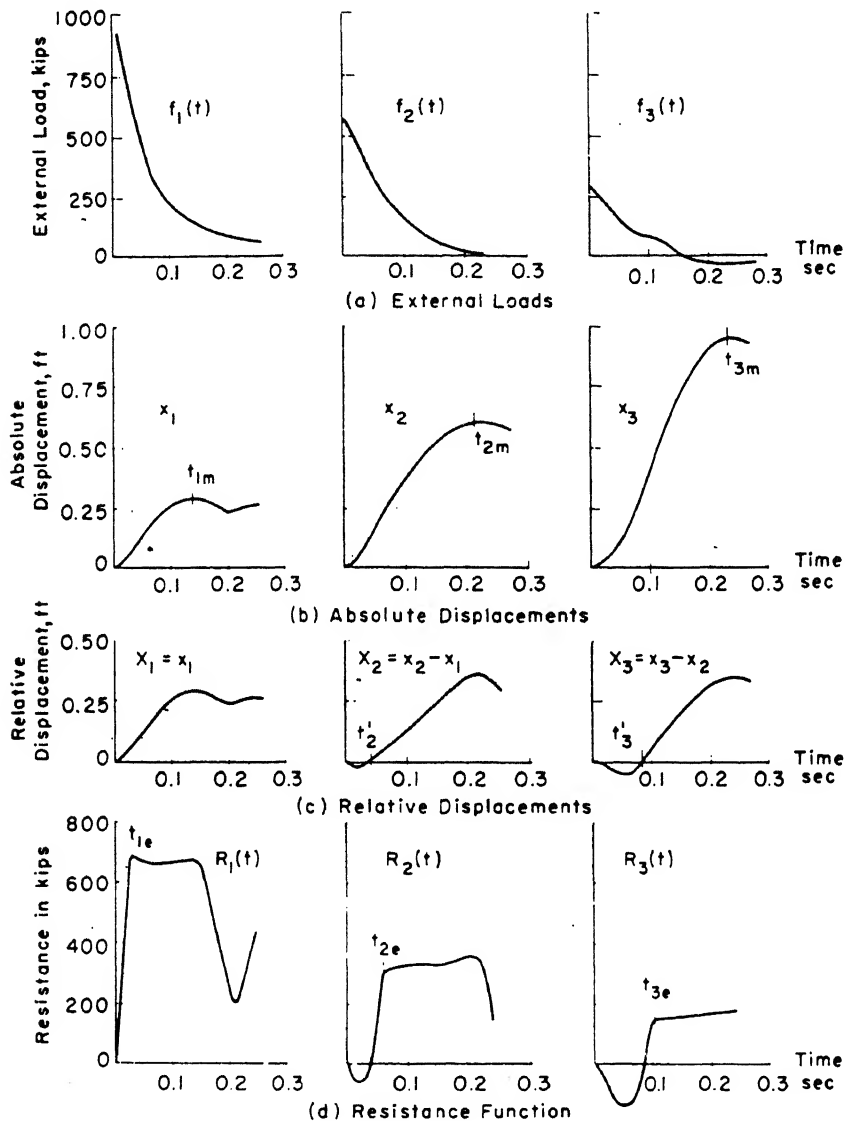 External Load, kips
1000
750
500
250
0
f₁(t)
f₂(t)
f₃(t)
0.1 0.2 0.3
0.1 0.2 0.3
0.1 0.2 0.3
Time
sec
(a) External Loads
Absolute
Displacement, ft
1.00
0.75
0.50
0.25
0
x₁
t₁ₘ
x₂
t₂ₘ
x₃
t₃ₘ
0.1 0.2 0.3
0.1 0.2 0.3
0.1 0.2 0.3
Time
sec
(b) Absolute Displacements
Relative
Displacement, ft
0.50
0.25
0
X₁ = x₁
X₂ = x₂ – x₁
t₂'
X₃ = x₃ – x₂
t₃'
0.1 0.2 0.3
0.1 0.2 0.3
0.1 0.2 0.3
Time
sec
(c) Relative Displacements
Resistance in kips
800
600
400
200
0
t₁ₑ
R₁(t)
R₂(t)
t₂ₑ
R₃(t)
t₃ₑ
0.1 0.2 0.3
0.1 0.2 0.3
0.1 0.2 0.3
Time
sec
(d) Resistance Function